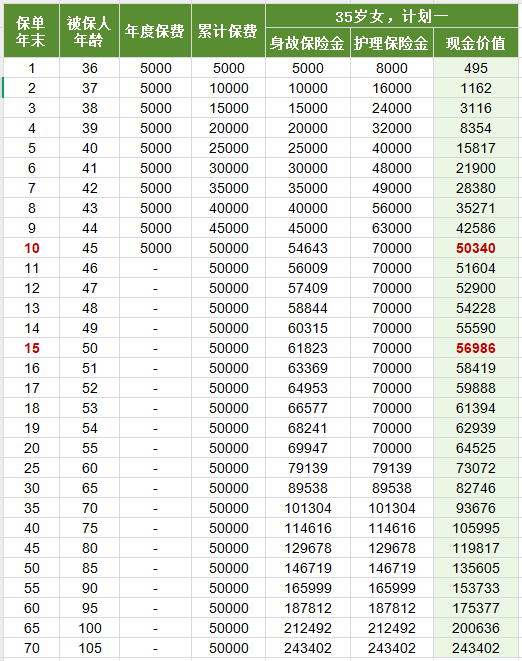 保单年末 被保人年龄 年度保费 累计保费 35岁女，计划一
身故保险金 护理保险金 现金价值
1 36 5000 5000 5000 8000 495
2 37 5000 10000 10000 16000 1162
3 38 5000 15000 15000 24000 3116
4 39 5000 20000 20000 32000 8354
5 40 5000 25000 25000 40000 15817
6 41 5000 30000 30000 48000 21900
7 42 5000 35000 35000 49000 28380
8 43 5000 40000 40000 56000 35271
9 44 5000 45000 45000 63000 42586
10 45 5000 50000 54643 70000 50340
11 46 - 50000 56009 70000 51604
12 47 - 50000 57409 70000 52900
13 48 - 50000 58844 70000 54228
14 49 - 50000 60315 70000 55590
15 50 - 50000 61823 70000 56986
16 51 - 50000 63369 70000 58419
17 52 - 50000 64953 70000 59888
18 53 - 50000 66577 70000 61394
19 54 - 50000 68241 70000 62939
20 55 - 50000 69947 70000 64525
25 60 - 50000 79139 79139 73072
30 65 - 50000 89538 89538 82746
35 70 - 50000 101304 101304 93676
40 75 - 50000 114616 114616 105995
45 80 - 50000 129678 129678 119817
50 85 - 50000 146719 146719 135605
55 90 - 50000 165999 165999 153733
60 95 - 50000 187812 187812 175377
65 100 - 50000 212492 212492 200636
70 105 - 50000 243402 243402 243402